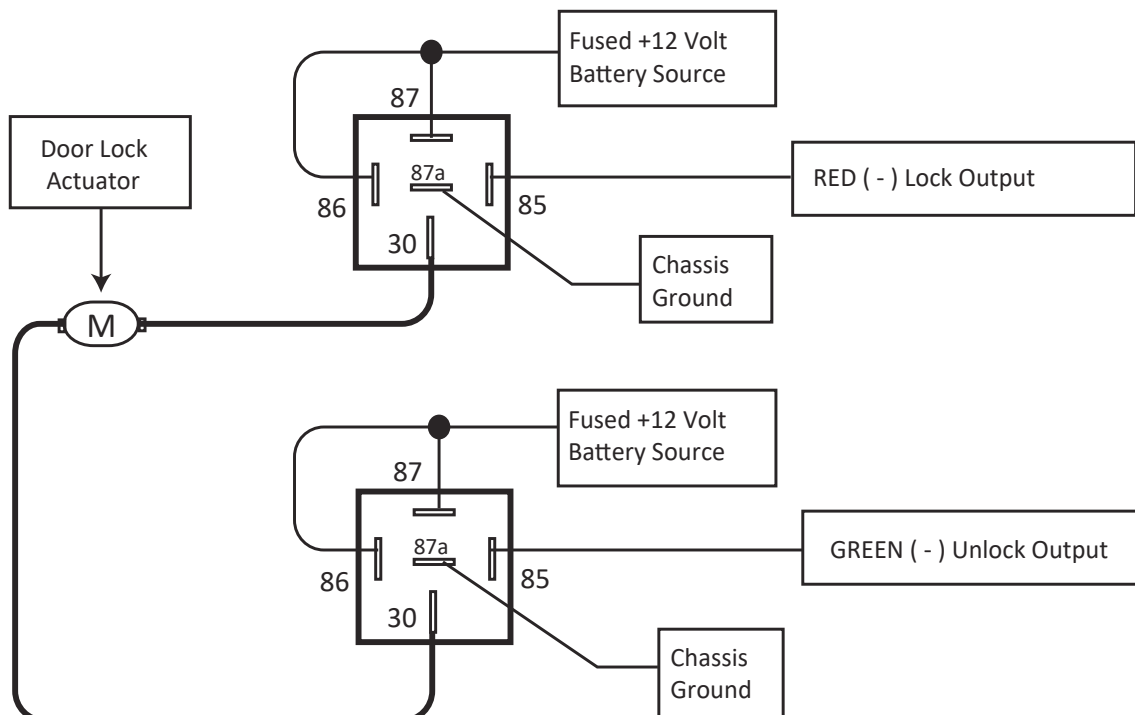 Fused +12 Volt
Battery Source
87
Door Lock
Actuator
87a
RED ( - ) Lock Output
86
85
30
Chassis
Ground
M
Fused +12 Volt
Battery Source
87
87a
GREEN ( - ) Unlock Output
86
85
30
Chassis
Ground